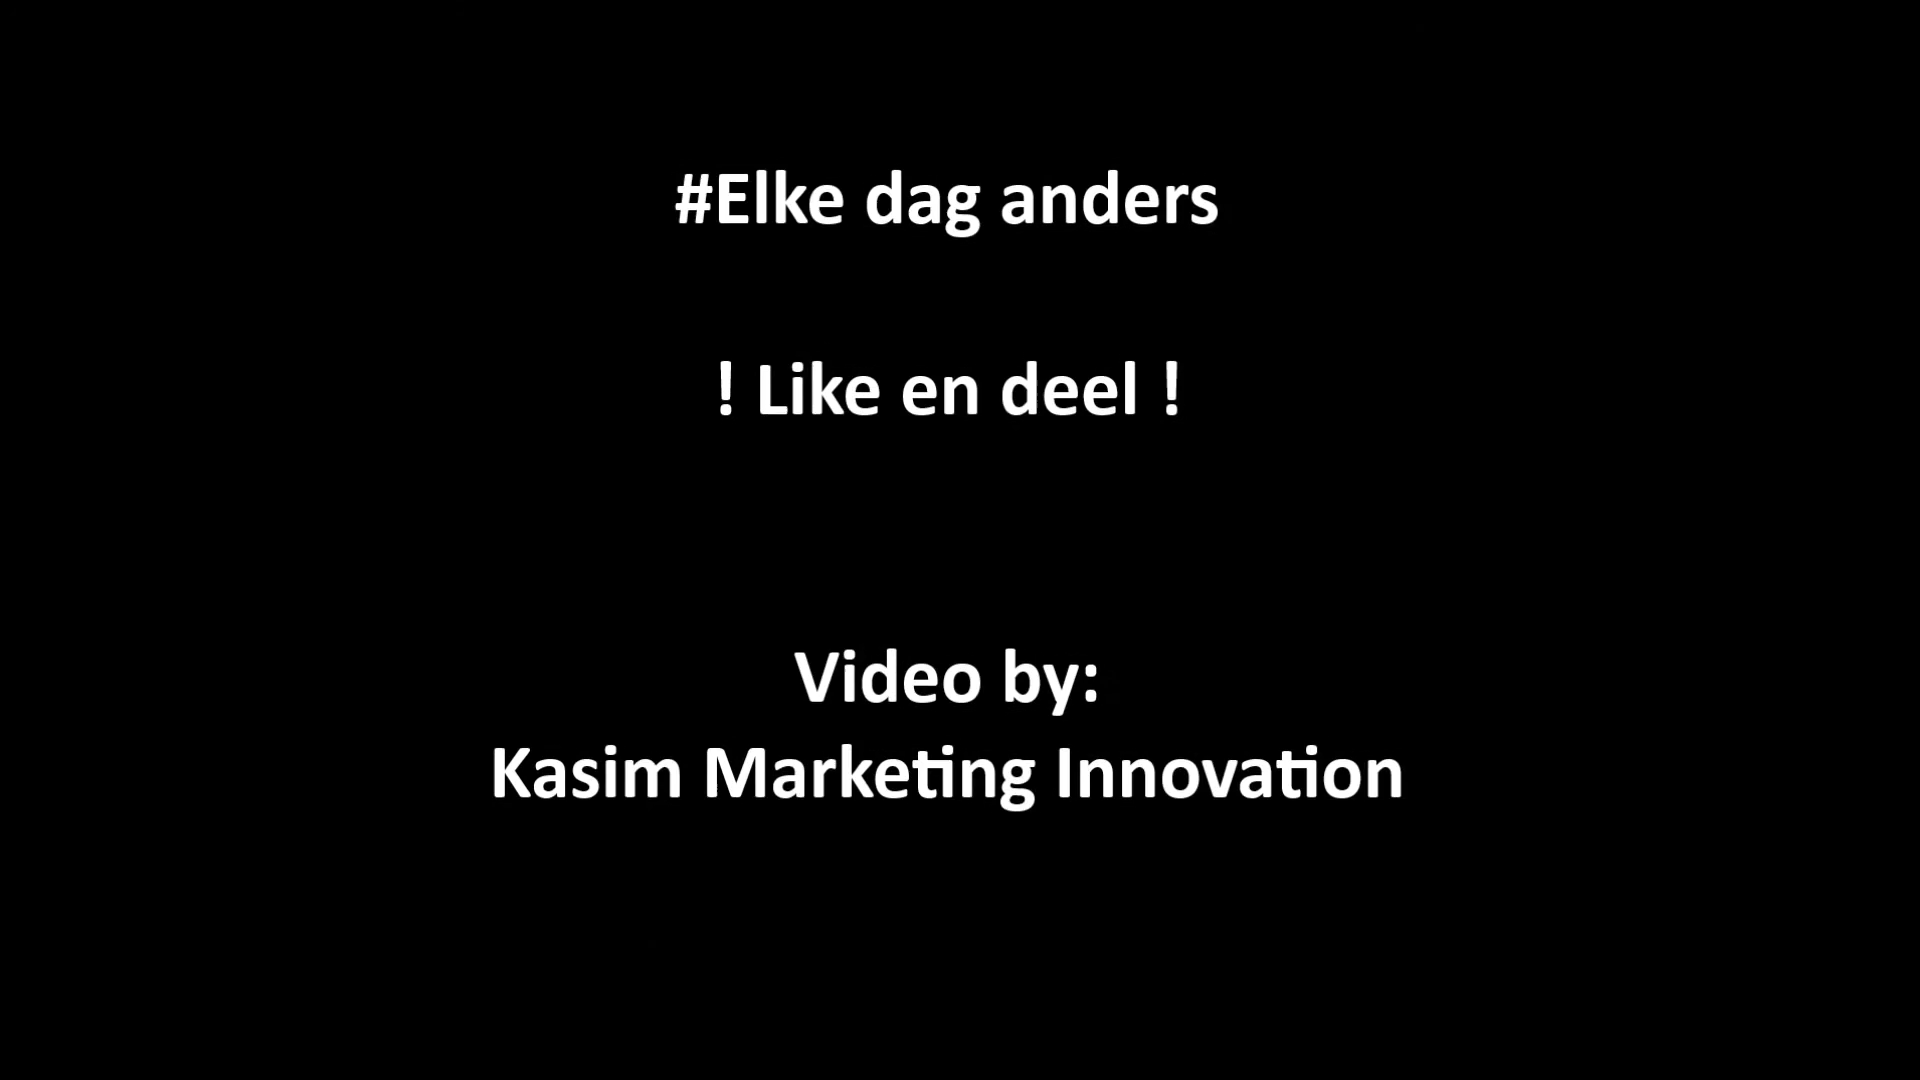 #Elke dag anders
! Like en deel !
Video by:
Kasim Marketing Innovation